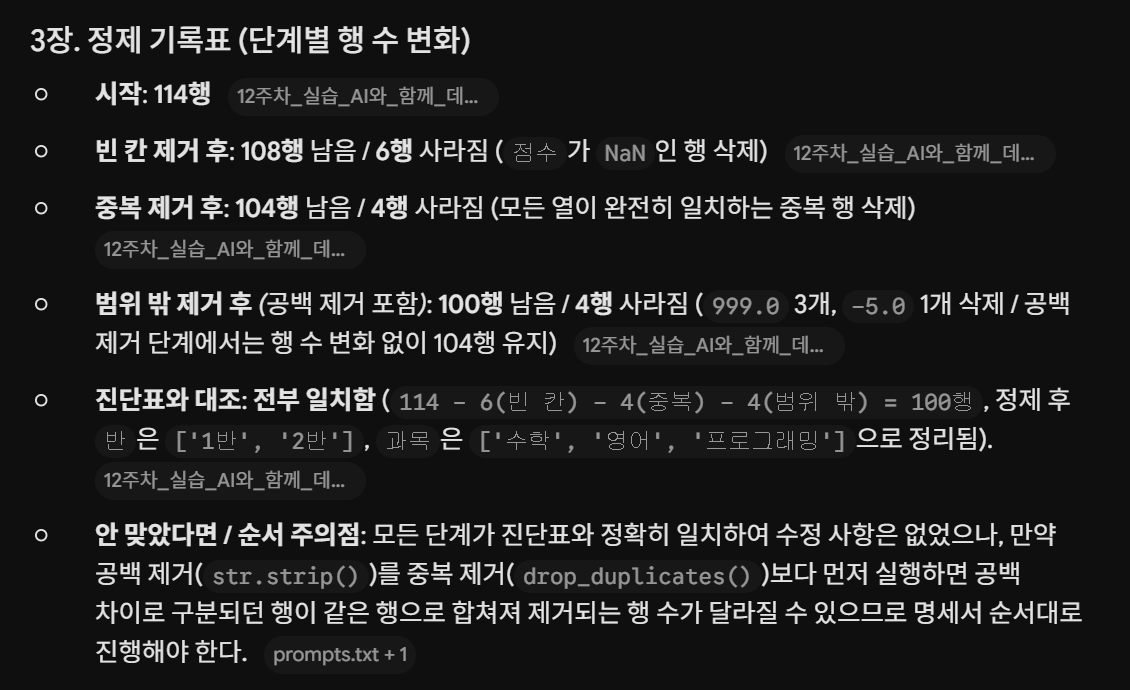 3장. 정제 기록표 (단계별 행 수 변화)
시작: 114행 12주차_실습_AI와_함께_데...
빈 칸 제거 후: 108행 남음 / 6행 사라짐 ( 점수 가 NaN 인 행 삭제) 12주차_실습_AI와_함께_데...
중복 제거 후: 104행 남음 / 4행 사라짐 (모든 열이 완전히 일치하는 중복 행 삭제)
12주차_실습_AI와_함께_데...
범위 밖 제거 후 (공백 제거 포함): 100행 남음 / 4행 사라짐 ( 999.0 3개, -5.0 1개 삭제 / 공백
제거 단계에서는 행 수 변화 없이 104행 유지) 12주차_실습_AI와_함께_데...
진단표와 대조: 전부 일치함 ( 114 - 6(빈 칸) - 4(중복) - 4(범위 밖) = 100행 , 정제 후
반 은 ['1반', '2반'] , 과목 은 ['수학', '영어', '프로그래밍'] 으로 정리됨).
12주차_실습_AI와_함께_데...
안 맞았다면 / 순서 주의점: 모든 단계가 진단표와 정확히 일치하여 수정 사항은 없었으나, 만약
공백 제거( str.strip() )를 중복 제거( drop_duplicates() )보다 먼저 실행하면 공백
차이로 구분되던 행이 같은 행으로 합쳐져 제거되는 행 수가 달라질 수 있으므로 명세서 순서대로
진행해야 한다. prompts.txt + 1